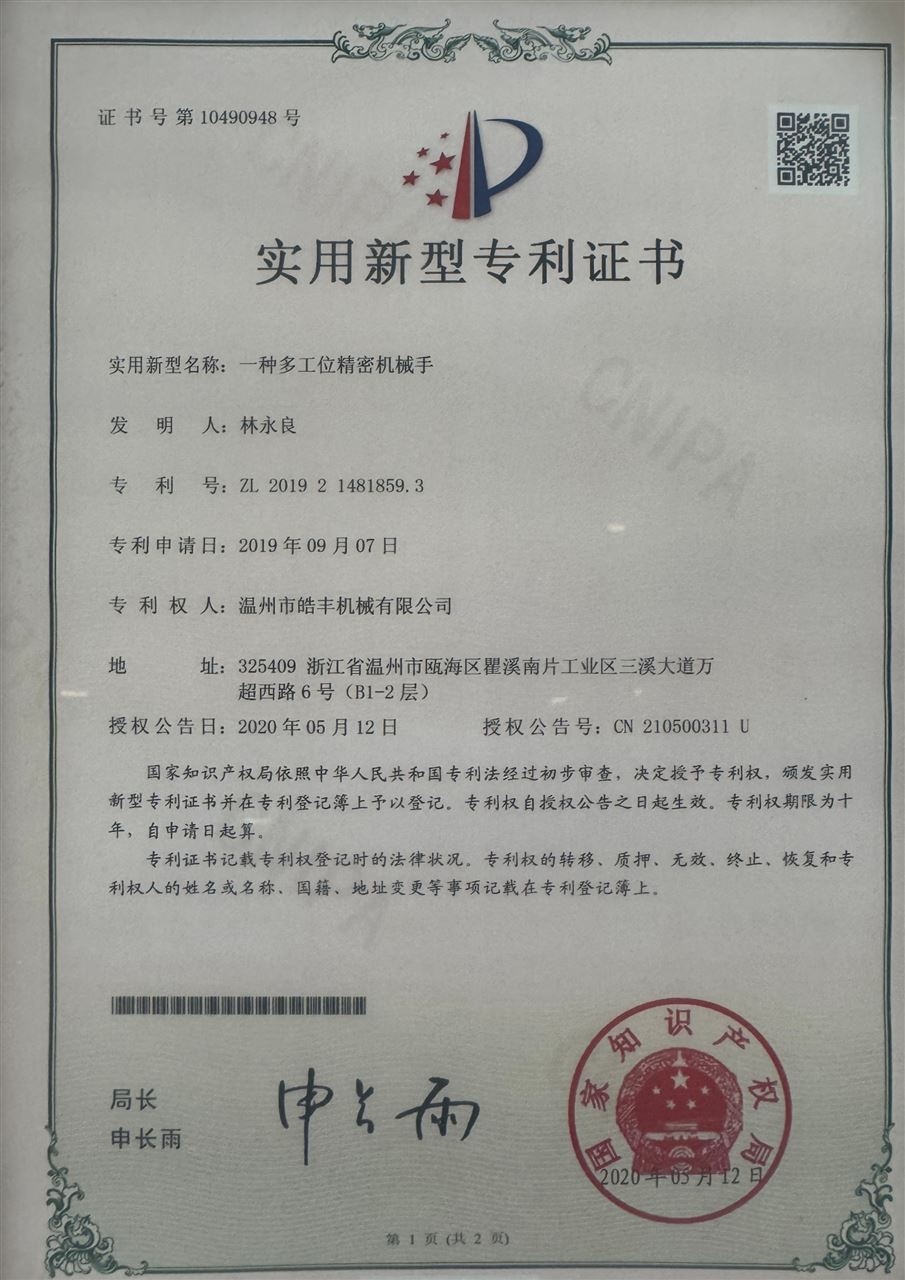 证书号第10490948号
实用新型专利证书
实用新型名称：一种多工位精密机械手
发明人：林永良
专利号：ZL 2019 2 1481859.3
专利申请日：2019年09月07日
专利权人：温州市皓丰机械有限公司
地址：325409 浙江省温州市瓯海区瞿溪南片工业区三溪大道万
超西路6号（B1-2层）
授权公告日：2020年05月12日 授权公告号：CN 210500311 U
国家知识产权局依照中华人民共和国专利法经过初步审查，决定授予专利权，颁发实用
新型专利证书并在专利登记簿上予以登记。专利权自授权公告之日起生效。专利权期限为十
年，自申请日起算。
专利证书记载专利权登记时的法律状况。专利权的转移、质押、无效、终止、恢复和专
利权人的姓名或名称、国籍、地址变更等事项记载在专利登记簿上。
局长
申长雨
申长雨
国家知识产权局
2020年05月12日
第 1 页 (共 2 页)
CNIPA